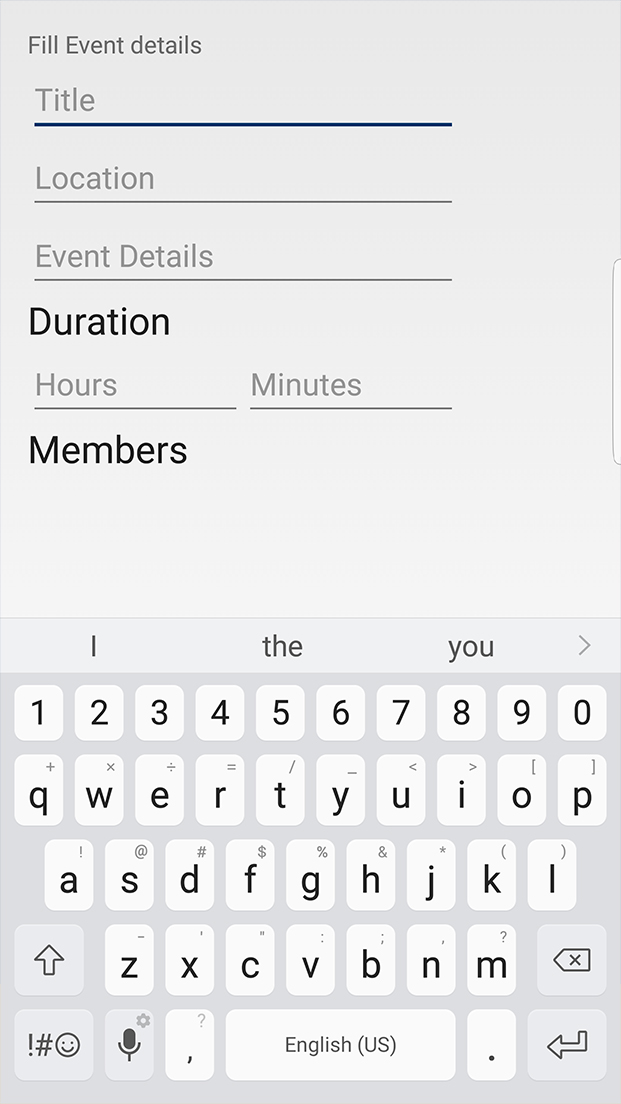 Fill Event details
Title
Location
Event Details
Duration
Hours Minutes
Members
I the you >
1 2 3 4 5 6 7 8 9 0
+ × ÷ = / _ < > [ ]
q w e r t y u i o p
! @ # $ % & * ( )
a s d f g h j k l
- ' " : ; , ?
z x c v b n m
?
!#☺ , English (US) .